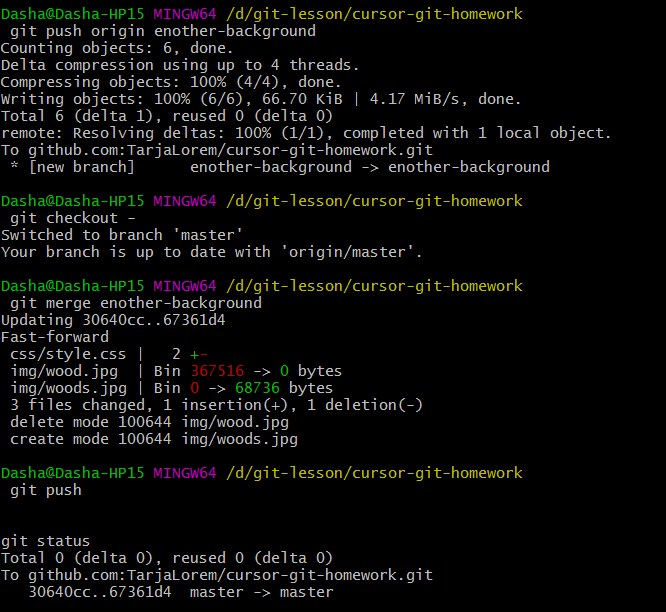 Dasha@Dasha-HP15 MINGW64 /d/git-lesson/cursor-git-homework
git push origin enother-background
Counting objects: 6, done.
Delta compression using up to 4 threads.
Compressing objects: 100% (4/4), done.
Writing objects: 100% (6/6), 66.70 KiB | 4.17 MiB/s, done.
Total 6 (delta 1), reused 0 (delta 0)
remote: Resolving deltas: 100% (1/1), completed with 1 local object.
To github.com:TarjaLorem/cursor-git-homework.git
* [new branch]      enother-background -> enother-background
Dasha@Dasha-HP15 MINGW64 /d/git-lesson/cursor-git-homework
git checkout -
Switched to branch 'master'
Your branch is up to date with 'origin/master'.
Dasha@Dasha-HP15 MINGW64 /d/git-lesson/cursor-git-homework
git merge enother-background
Updating 30640cc..67361d4
Fast-forward
css/style.css |   2 +-
img/wood.jpg  | Bin 367516 -> 0 bytes
img/woods.jpg | Bin 0 -> 68736 bytes
3 files changed, 1 insertion(+), 1 deletion(-)
delete mode 100644 img/wood.jpg
create mode 100644 img/woods.jpg
Dasha@Dasha-HP15 MINGW64 /d/git-lesson/cursor-git-homework
git push
git status
Total 0 (delta 0), reused 0 (delta 0)
To github.com:TarjaLorem/cursor-git-homework.git
30640cc..67361d4  master -> master